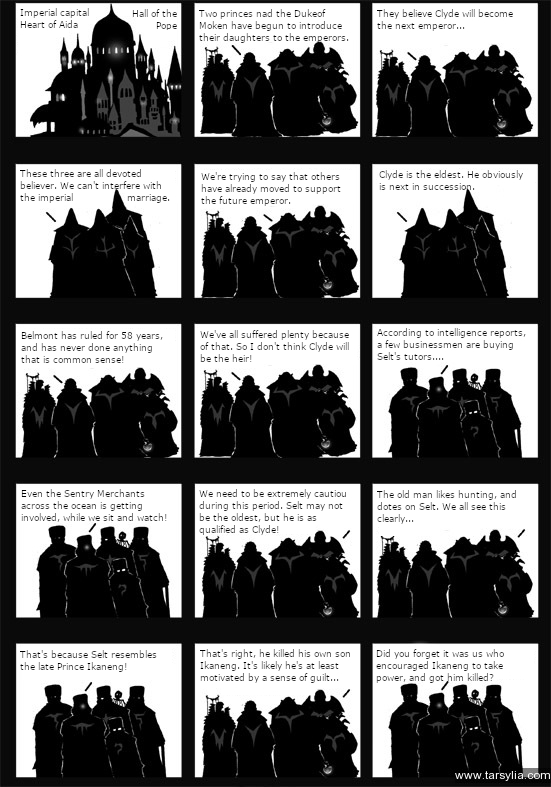 Imperial capital
Heart of Aida
Hall of the
Pope
Two princes nad the Dukeof
Moken have begun to introduce
their daughters to the emperors.
They believe Clyde will become
the next emperor...
These three are all devoted
believer. We can't interfere with
the imperial marriage.
We're trying to say that others
have already moved to support
the future emperor.
Clyde is the eldest. He obviously
is next in succession.
Belmont has ruled for 58 years,
and has never done anything
that is common sense!
We've all suffered plenty because
of that. So I don't think Clyde will
be the heir!
According to intelligence reports,
a few businessmen are buying
Selt's tutors....
Even the Sentry Merchants
across the ocean is getting
involved, while we sit and watch!
We need to be extremely cautiou
during this period. Selt may not
be the oldest, but he is as
qualified as Clyde!
The old man likes hunting, and
dotes on Selt. We all see this
clearly...
That's because Selt resembles
the late Prince Ikaneng!
That's right, he killed his own son
Ikaneng. It's likely he's at least
motivated by a sense of guilt...
Did you forget it was us who
encouraged Ikaneng to take
power, and got him killed?
www.tarsylia.com